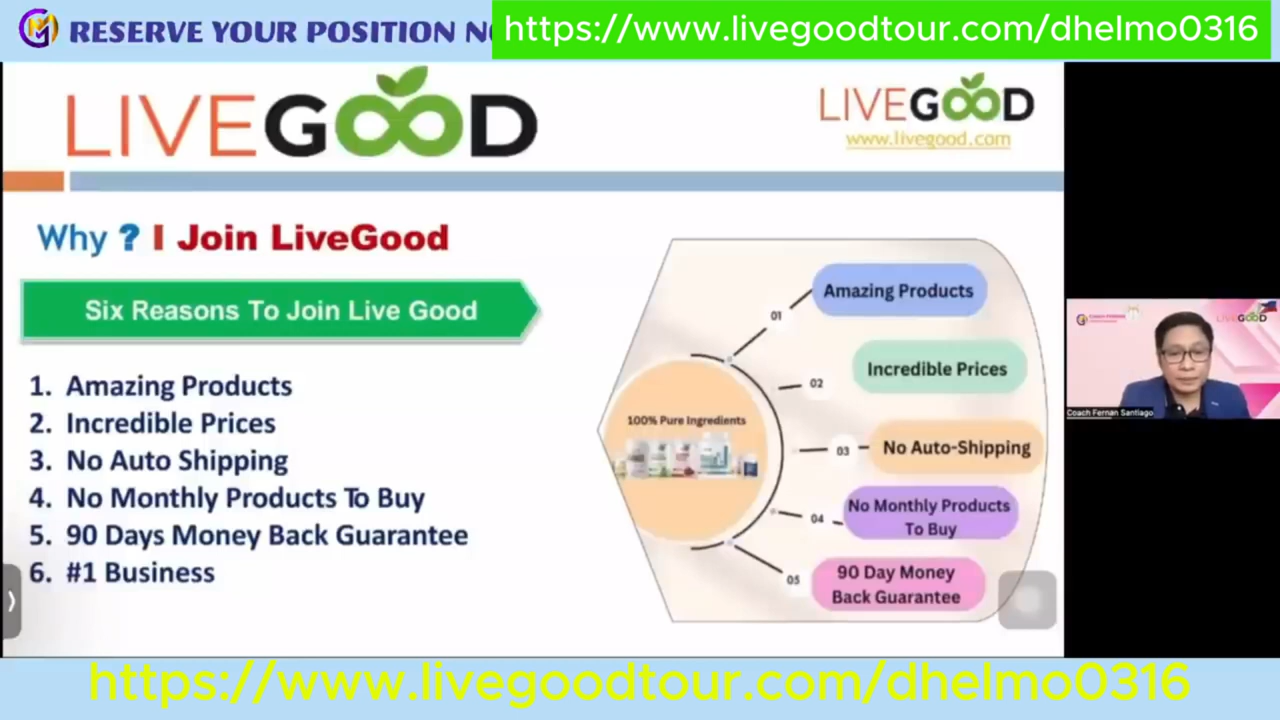 RESERVE YOUR POSITION
https://www.livegoodtour.com/dhelmo0316
LIVEGOOD
LIVEGOOD
www.livegood.com
Why ? I Join LiveGood
Six Reasons To Join Live Good
1. Amazing Products
2. Incredible Prices
3. No Auto Shipping
4. No Monthly Products To Buy
5. 90 Days Money Back Guarantee
6. #1 Business
100% Pure Ingredients
01 Amazing Products
02 Incredible Prices
03 No Auto-Shipping
04 No Monthly Products
To Buy
05 90 Day Money
Back Guarantee
LIVEGOOD
Coach Fernan Santiago
https://www.livegoodtour.com/dhelmo0316